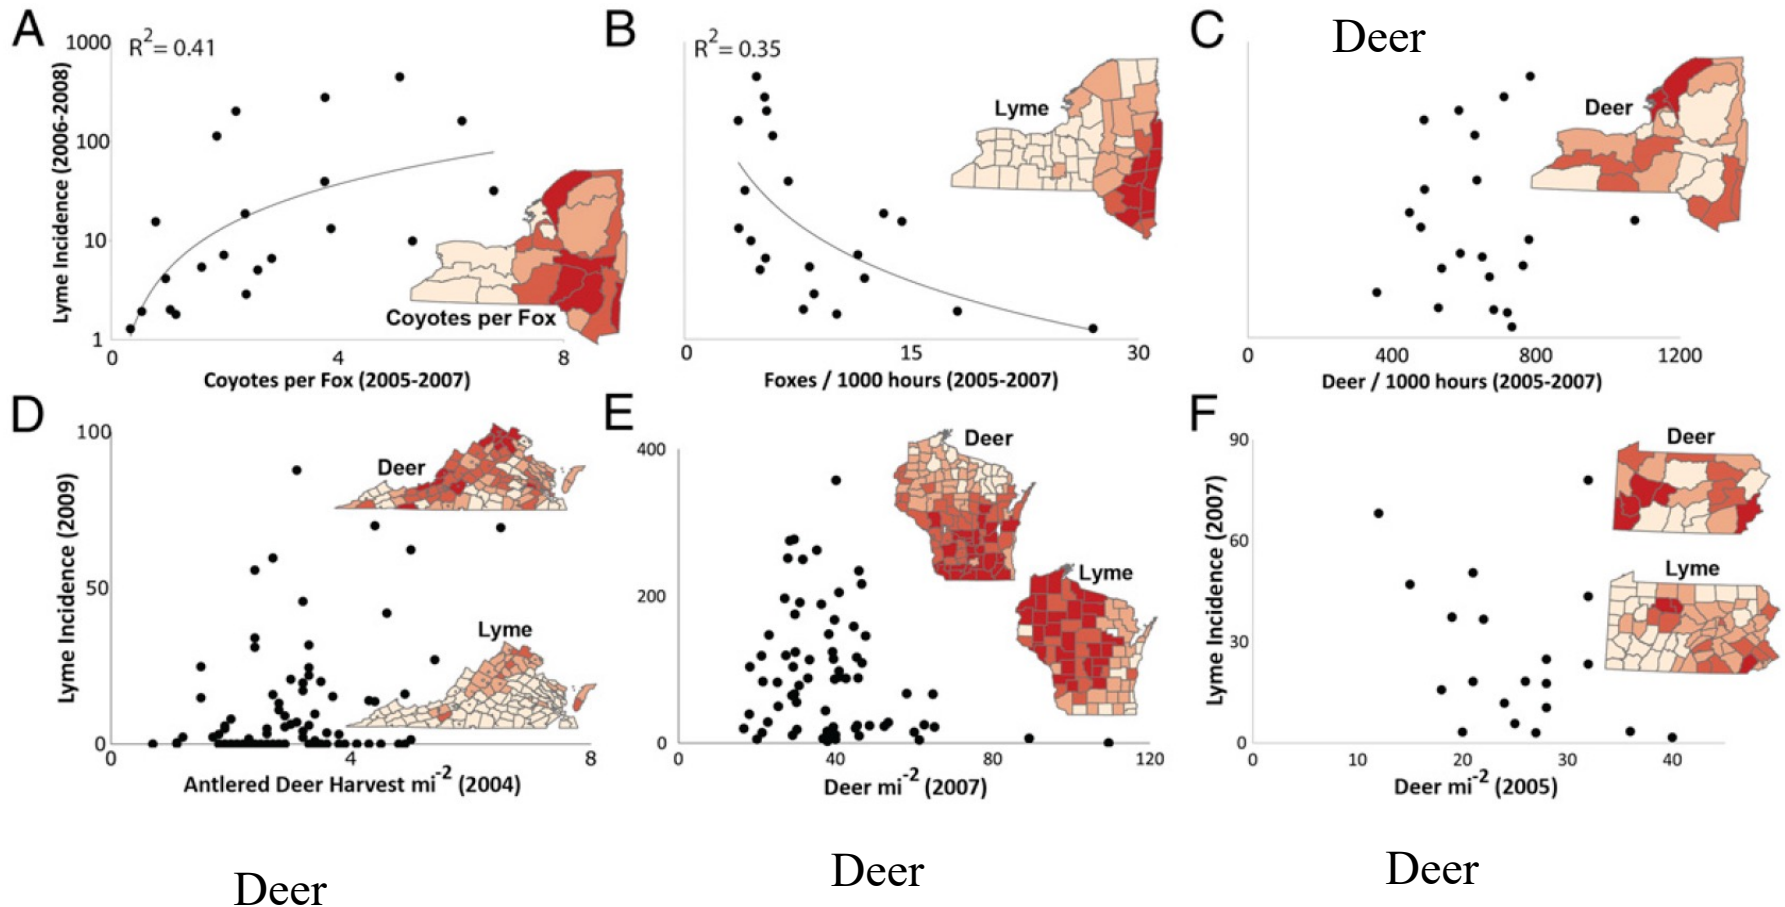 A
R2= 0.41
Lyme Incidence (2006-2008)
1000
100
10
1
0
4
8
Coyotes per Fox
Coyotes per Fox (2005-2007)
B
R2= 0.35
Lyme
0
15
30
Foxes / 1000 hours (2005-2007)
C
Deer
Deer
0
400
800
1200
Deer / 1000 hours (2005-2007)
D
Lyme Incidence (2009)
100
50
0
Deer
Lyme
0
4
8
Antlered Deer Harvest mi-2 (2004)
E
400
200
0
Deer
Lyme
0
40
80
120
Deer mi-2 (2007)
F
Lyme Incidence (2007)
90
60
30
0
Deer
Lyme
0
10
20
30
40
Deer mi-2 (2005)
Deer
Deer
Deer